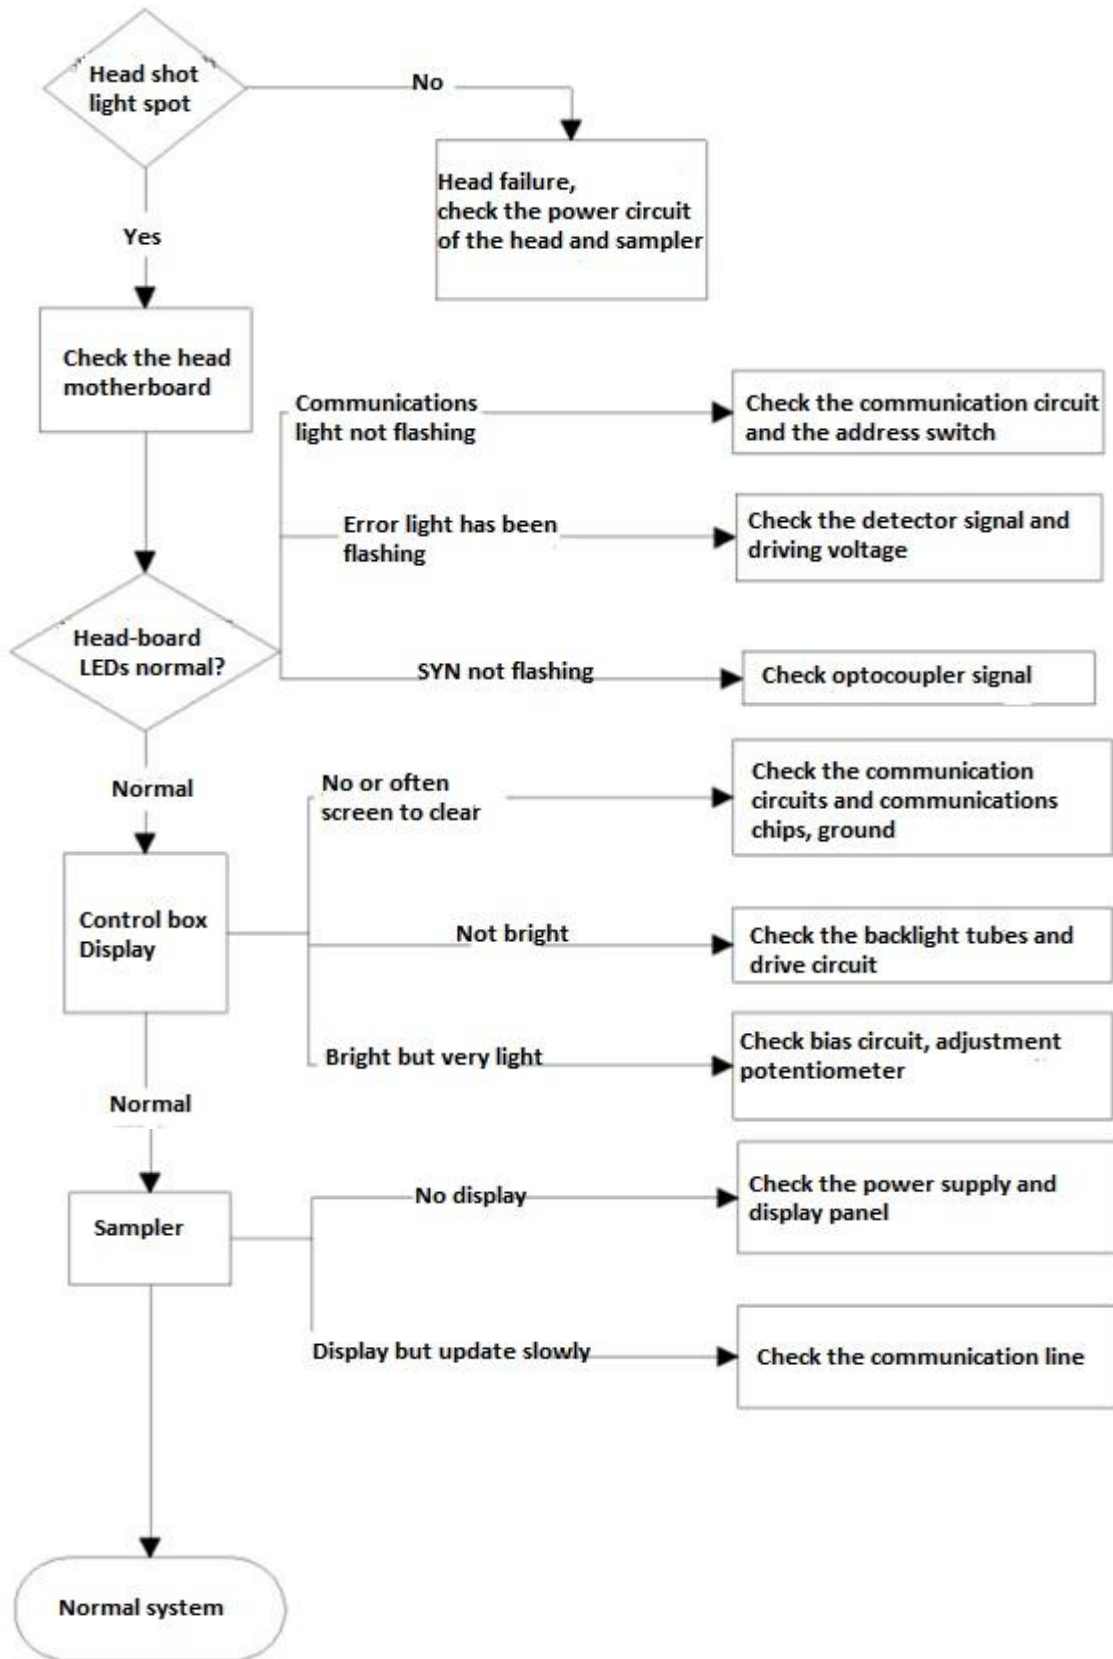 Head shot
light spot
No
Head failure,
check the power circuit
of the head and sampler
Yes
Check the head
motherboard
Communications
light not flashing
Check the communication circuit
and the address switch
Error light has been
flashing
Check the detector signal and
driving voltage
Head-board
LEDs normal?
SYN not flashing
Check optocoupler signal
Normal
No or often
screen to clear
Check the communication
circuits and communications
chips, ground
Control box
Display
Not bright
Check the backlight tubes and
drive circuit
Bright but very light
Check bias circuit, adjustment
potentiometer
Normal
Sampler
No display
Check the power supply and
display panel
Display but update slowly
Check the communication line
Normal system